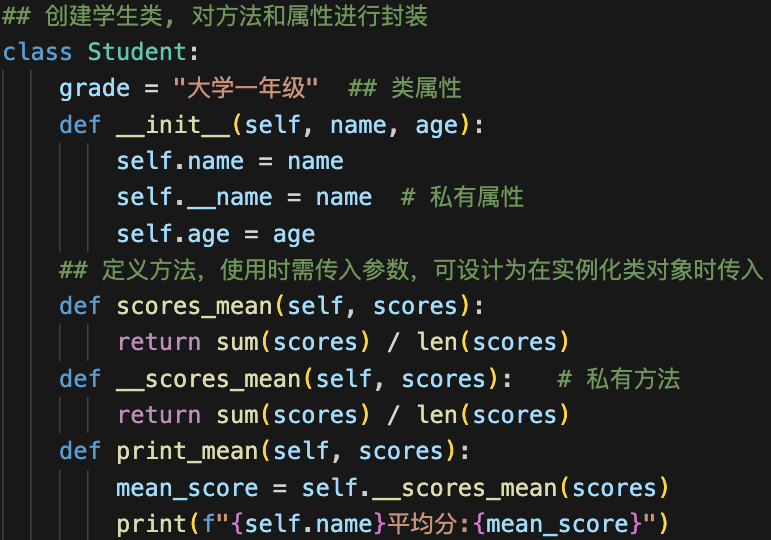 ## 创建学生类, 对方法和属性进行封装
class Student:
    grade = "大学一年级"  ## 类属性
    def __init__(self, name, age):
        self.name = name
        self.__name = name  # 私有属性
        self.age = age
    ## 定义方法，使用时需传入参数，可设计为在实例化类对象时传入
    def scores_mean(self, scores):
        return sum(scores) / len(scores)
    def __scores_mean(self, scores):   # 私有方法
        return sum(scores) / len(scores)
    def print_mean(self, scores):
        mean_score = self.__scores_mean(scores)
        print(f"{self.name}平均分:{mean_score}")